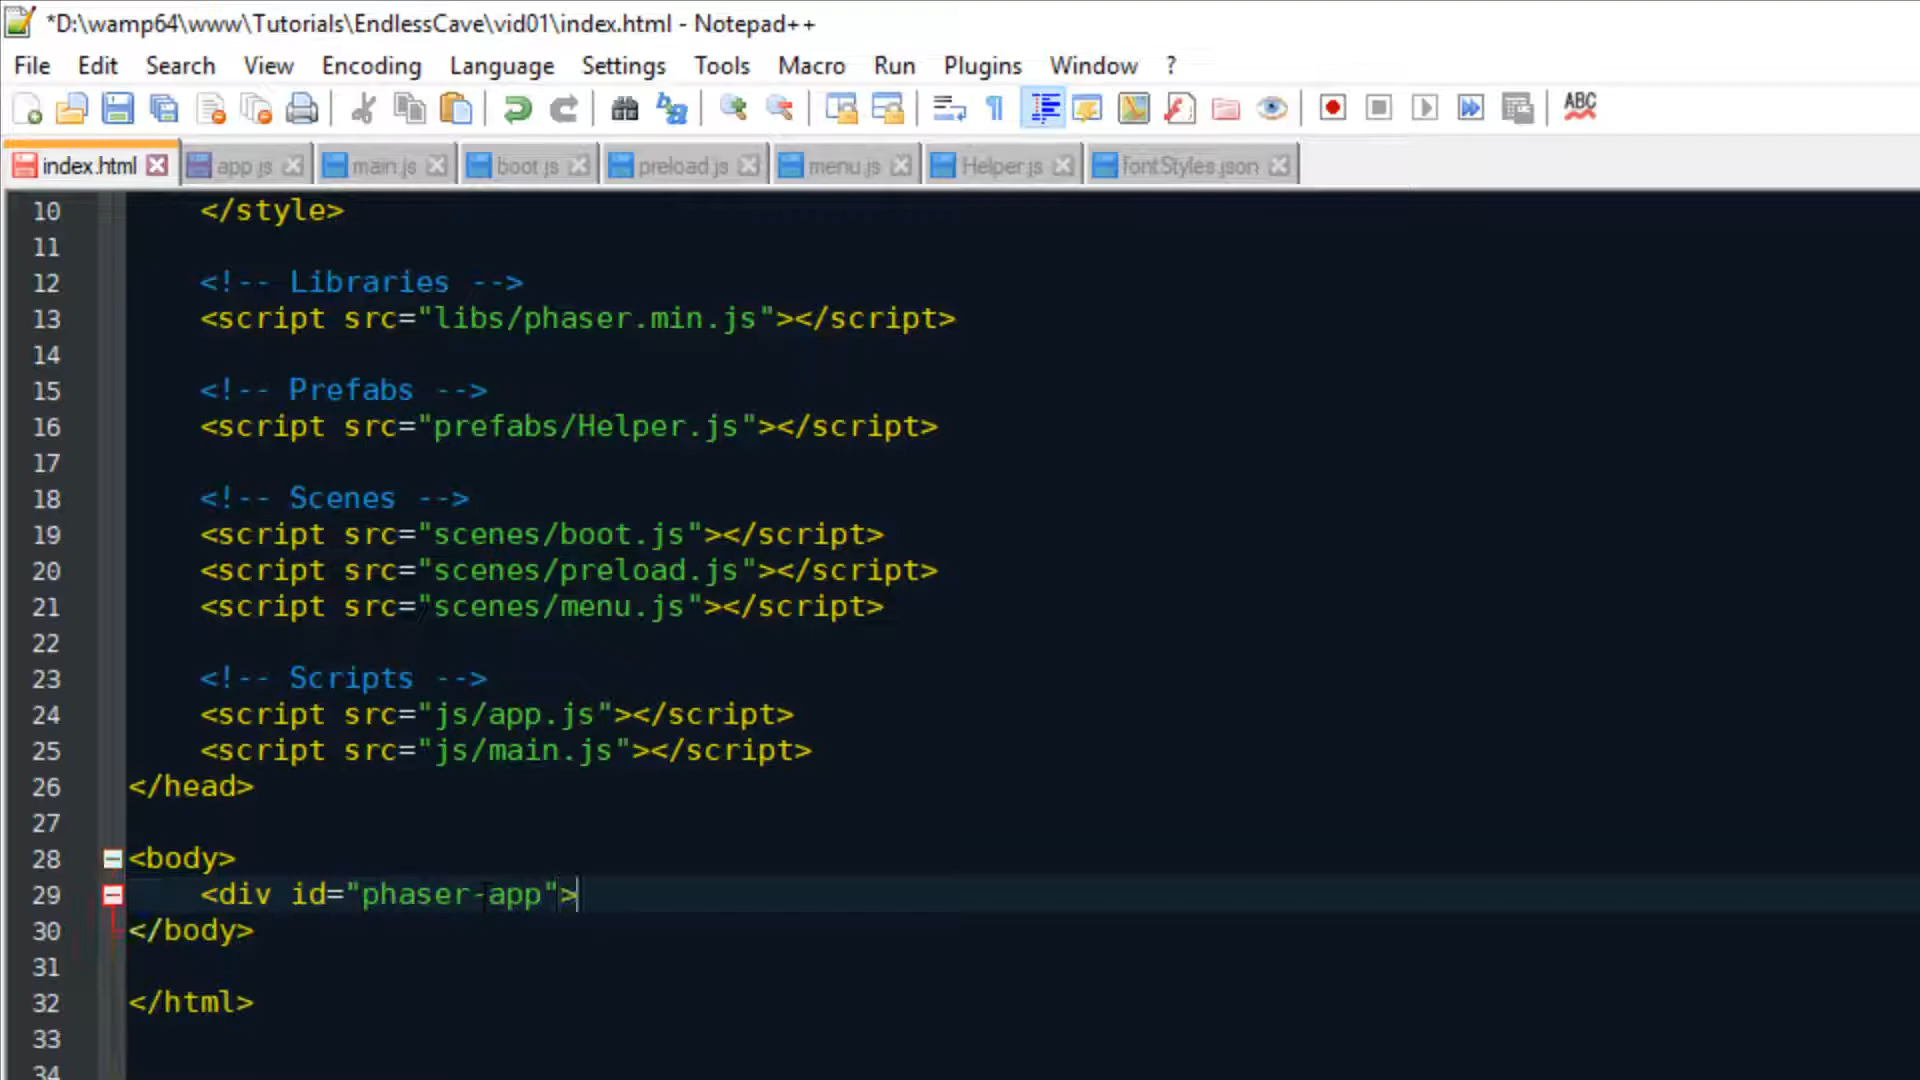 *D:\wamp64\www\Tutorials\EndlessCave\vid01\index.html - Notepad++
File Edit Search View Encoding Language Settings Tools Macro Run Plugins Window ?
ABC
index.html app.js main.js boot.js preload.js menu.js Helper.js fontStyles.json
10 </style>
11
12 <!-- Libraries -->
13 <script src="libs/phaser.min.js"></script>
14
15 <!-- Prefabs -->
16 <script src="prefabs/Helper.js"></script>
17
18 <!-- Scenes -->
19 <script src="scenes/boot.js"></script>
20 <script src="scenes/preload.js"></script>
21 <script src="scenes/menu.js"></script>
22
23 <!-- Scripts -->
24 <script src="js/app.js"></script>
25 <script src="js/main.js"></script>
26 </head>
27
28 <body>
29 <div id="phaser-app">
30 </body>
31
32 </html>
33
34